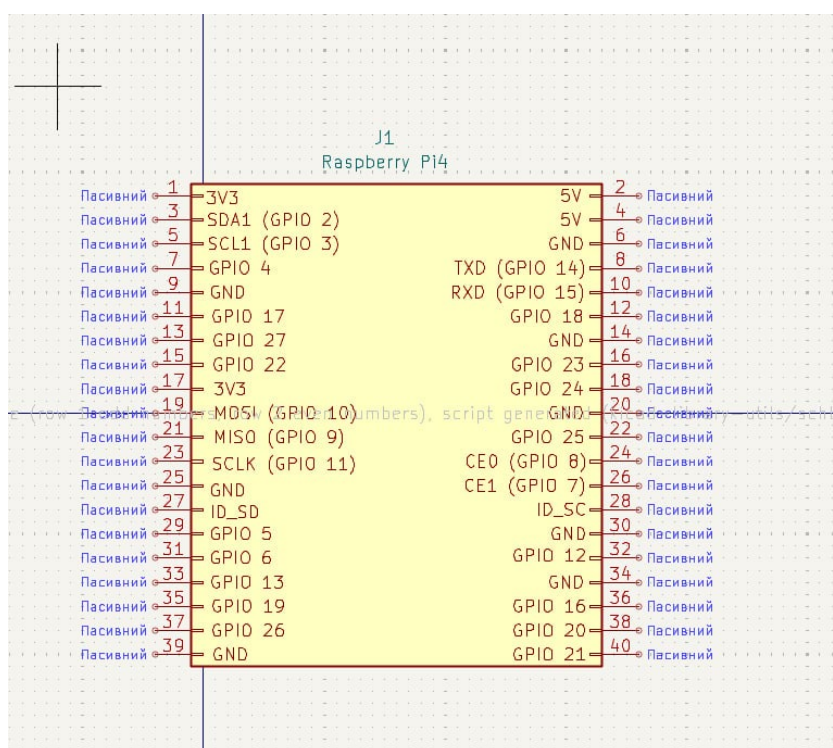 J1
Raspberry Pi4
Пасивний 1 3V3 5V 2 Пасивний
Пасивний 3 SDA1 (GPIO 2) 5V 4 Пасивний
Пасивний 5 SCL1 (GPIO 3) GND 6 Пасивний
Пасивний 7 GPIO 4 TXD (GPIO 14) 8 Пасивний
Пасивний 9 GND RXD (GPIO 15) 10 Пасивний
Пасивний 11 GPIO 17 GPIO 18 12 Пасивний
Пасивний 13 GPIO 27 GND 14 Пасивний
Пасивний 15 GPIO 22 GPIO 23 16 Пасивний
Пасивний 17 3V3 GPIO 24 18 Пасивний
Пасивний 19 MOSI (GPIO 10) GND 20 Пасивний
Пасивний 21 MISO (GPIO 9) GPIO 25 22 Пасивний
Пасивний 23 SCLK (GPIO 11) CE0 (GPIO 8) 24 Пасивний
Пасивний 25 GND CE1 (GPIO 7) 26 Пасивний
Пасивний 27 ID_SD ID_SC 28 Пасивний
Пасивний 29 GPIO 5 GND 30 Пасивний
Пасивний 31 GPIO 6 GPIO 12 32 Пасивний
Пасивний 33 GPIO 13 GND 34 Пасивний
Пасивний 35 GPIO 19 GPIO 16 36 Пасивний
Пасивний 37 GPIO 26 GPIO 20 38 Пасивний
Пасивний 39 GND GPIO 21 40 Пасивний